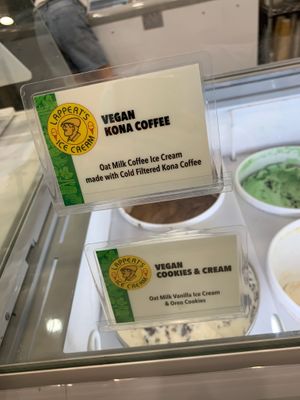 LAPPERT'S
ICE CREAM
VEGAN
KONA COFFEE
Oat Milk Coffee Ice Cream
made with Cold Filtered Kona Coffee
LAPPERT'S
ICE CREAM
VEGAN
COOKIES & CREAM
Oat Milk Vanilla Ice Cream
& Oreo Cookies